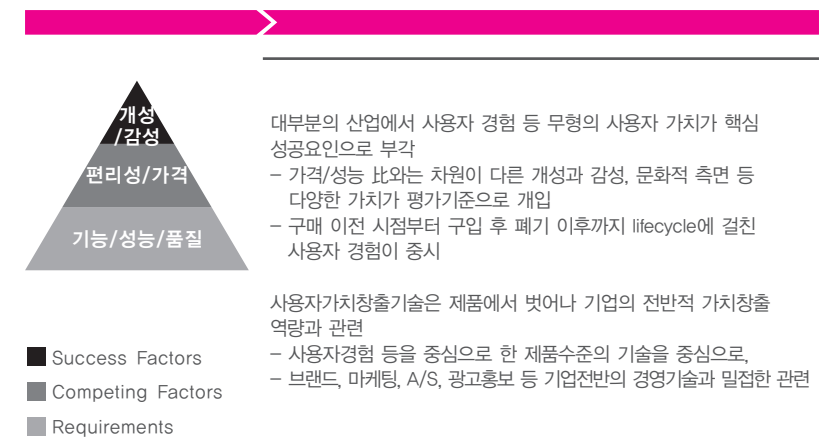 개성
/감성
편리성/가격
기능/성능/품질
Success Factors
Competing Factors
Requirements
대부분의 산업에서 사용자 경험 등 무형의 사용자 가치가 핵심
성공요인으로 부각
– 가격/성능 比와는 차원이 다른 개성과 감성, 문화적 측면 등
다양한 가치가 평가기준으로 개입
– 구매 이전 시점부터 구입 후 폐기 이후까지 lifecycle에 걸친
사용자 경험이 중시
사용자가치창출기술은 제품에서 벗어나 기업의 전반적 가치창출
역량과 관련
– 사용자경험 등을 중심으로 한 제품수준의 기술을 중심으로,
– 브랜드, 마케팅, A/S, 광고홍보 등 기업전반의 경영기술과 밀접한 관련